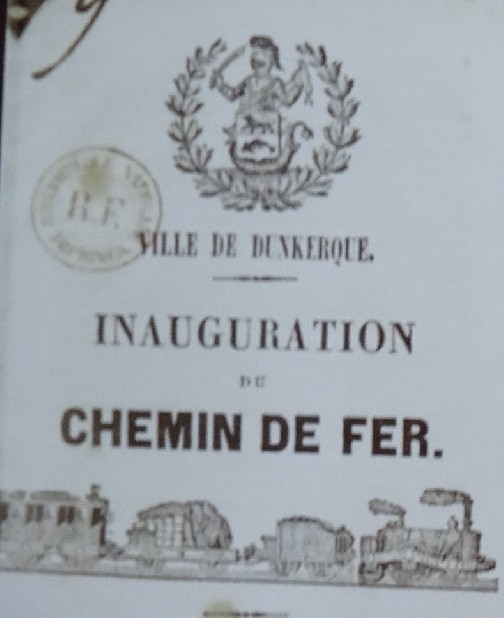 VILLE DE DUNKERQUE.
INAUGURATION
DU
CHEMIN DE FER.
R.F.